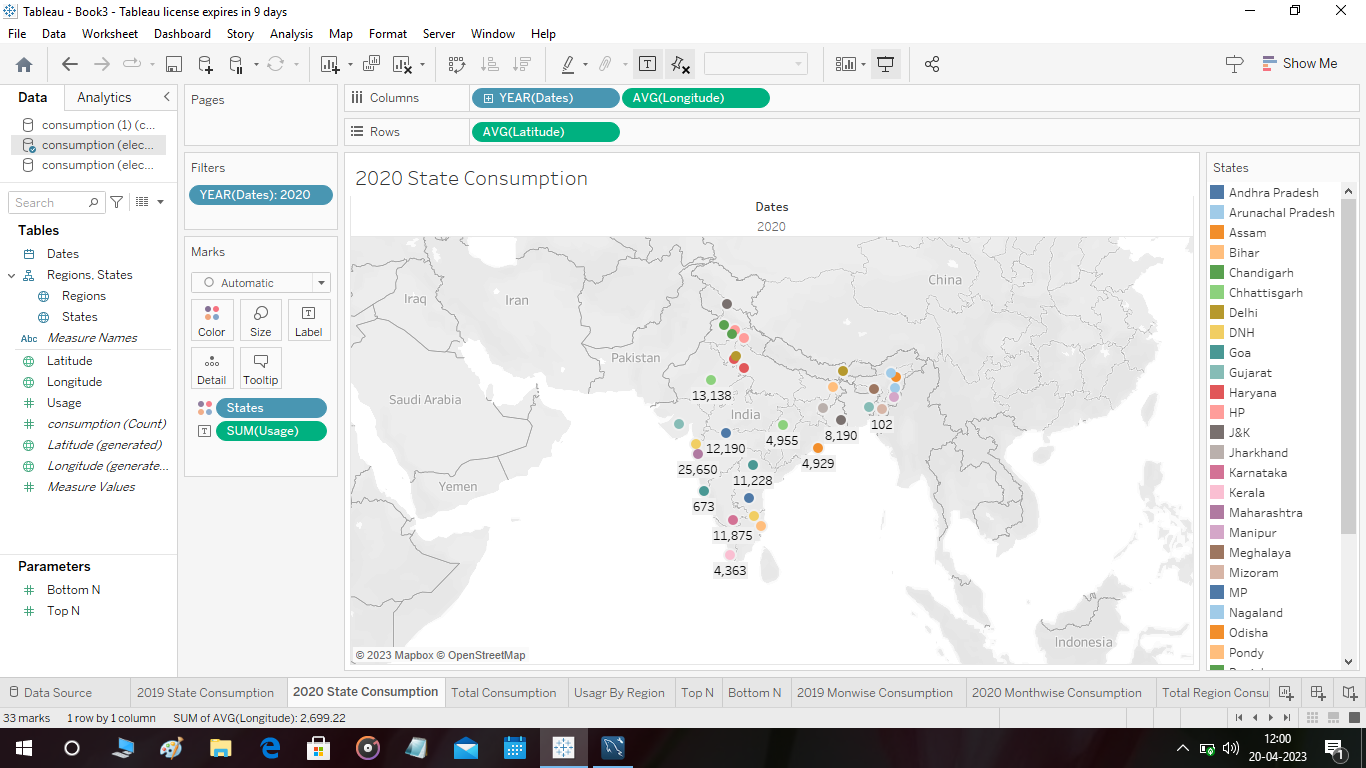 Tableau - Book3 - Tableau license expires in 9 days
File Data Worksheet Dashboard Story Analysis Map Format Server Window Help
Show Me
Data Analytics
consumption (1) (c...
consumption (elec...
consumption (elec...
Search
Tables
Dates
Regions, States
Regions
States
Abc Measure Names
Latitude
Longitude
Usage
consumption (Count)
Latitude (generated)
Longitude (generate...
Measure Values
Parameters
Bottom N
Top N
Pages
Filters
YEAR(Dates): 2020
Marks
Automatic
Color Size Label
Detail Tooltip
States
SUM(Usage)
Columns YEAR(Dates) AVG(Longitude)
Rows AVG(Latitude)
2020 State Consumption
Dates
2020
China
Iraq
Iran
Pakistan
13,138
Saudi Arabia
India
102
8,190
4,955
12,190
4,929
25,650
11,228
Yemen
673
11,875
4,363
Indonesia
© 2023 Mapbox © OpenStreetMap
States
Andhra Pradesh
Arunachal Pradesh
Assam
Bihar
Chandigarh
Chhattisgarh
Delhi
DNH
Goa
Gujarat
Haryana
HP
J&K
Jharkhand
Karnataka
Kerala
Maharashtra
Manipur
Meghalaya
Mizoram
MP
Nagaland
Odisha
Pondy
Data Source 2019 State Consumption 2020 State Consumption Total Consumption Usagr By Region Top N Bottom N 2019 Monwise Consumption 2020 Monthwise Consumption Total Region Consu
33 marks 1 row by 1 column SUM of AVG(Longitude): 2,699.22
12:00
20-04-2023
1